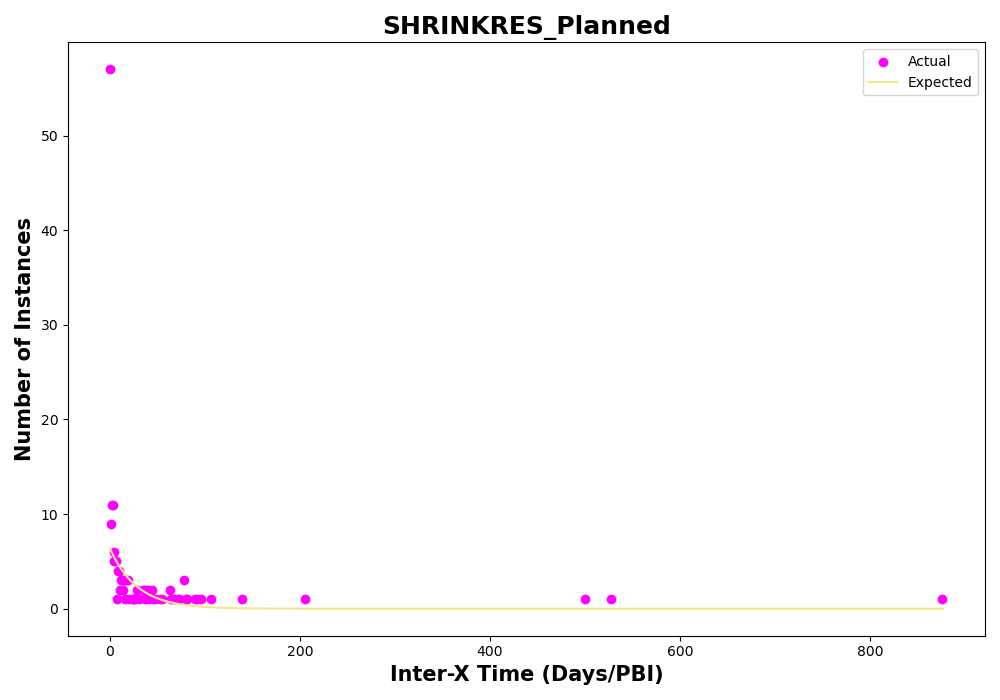 SHRINKRES_Planned
Actual
Expected
Number of Instances
50
40
30
20
10
0
0 200 400 600 800
Inter-X Time (Days/PBI)